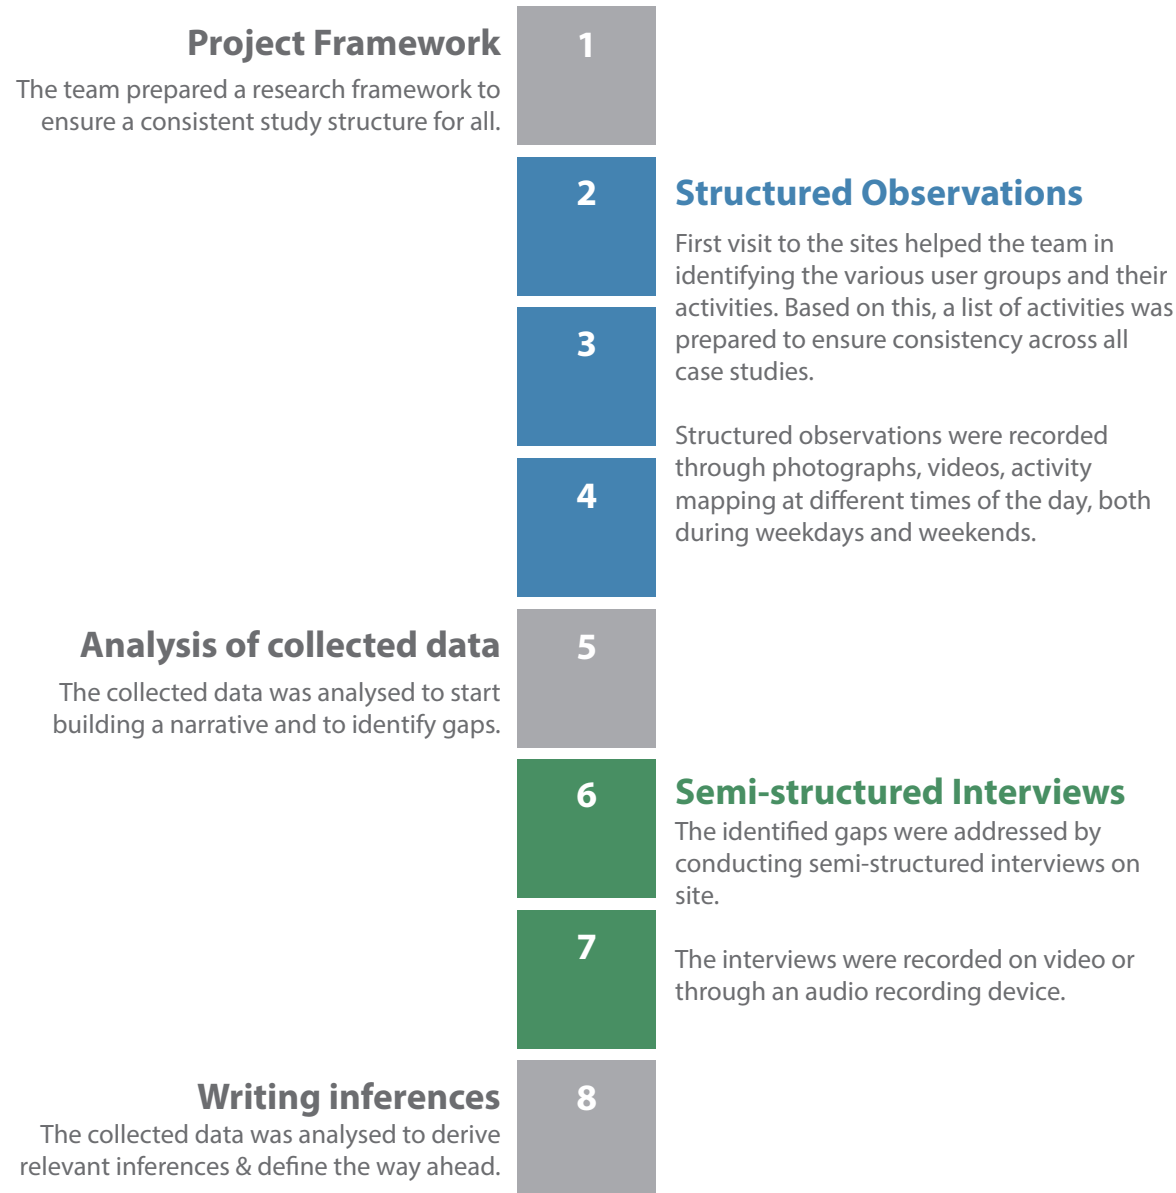 Project Framework
The team prepared a research framework to
ensure a consistent study structure for all.
1
2
Structured Observations
First visit to the sites helped the team in
identifying the various user groups and their
activities. Based on this, a list of activities was
prepared to ensure consistency across all
case studies.
3
Structured observations were recorded
through photographs, videos, activity
mapping at different times of the day, both
during weekdays and weekends.
4
Analysis of collected data
The collected data was analysed to start
building a narrative and to identify gaps.
5
6
Semi-structured Interviews
The identified gaps were addressed by
conducting semi-structured interviews on
site.
7
The interviews were recorded on video or
through an audio recording device.
Writing inferences
The collected data was analysed to derive
relevant inferences & define the way ahead.
8